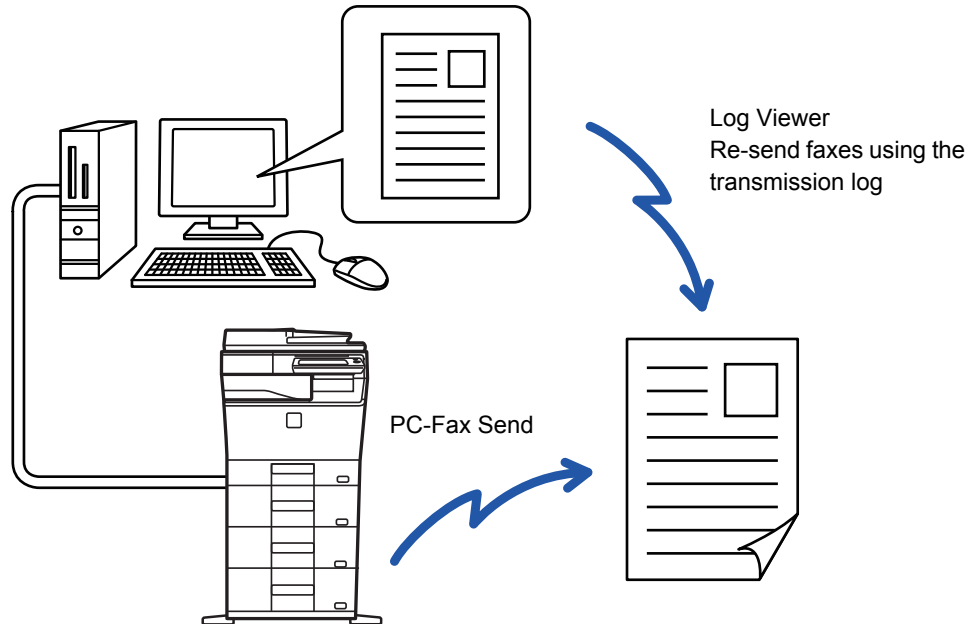 Log Viewer
Re-send faxes using the
transmission log
PC-Fax Send